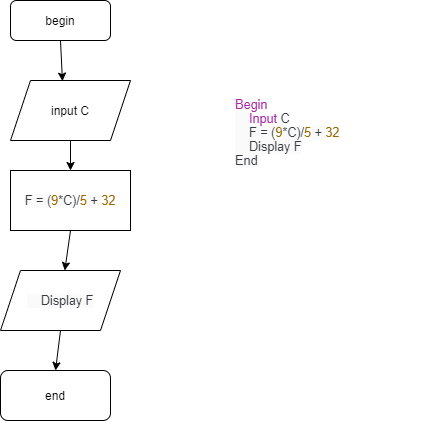 begin
input C
F = (9*C)/5 + 32
Display F
end
Begin
Input C
F = (9*C)/5 + 32
Display F
End